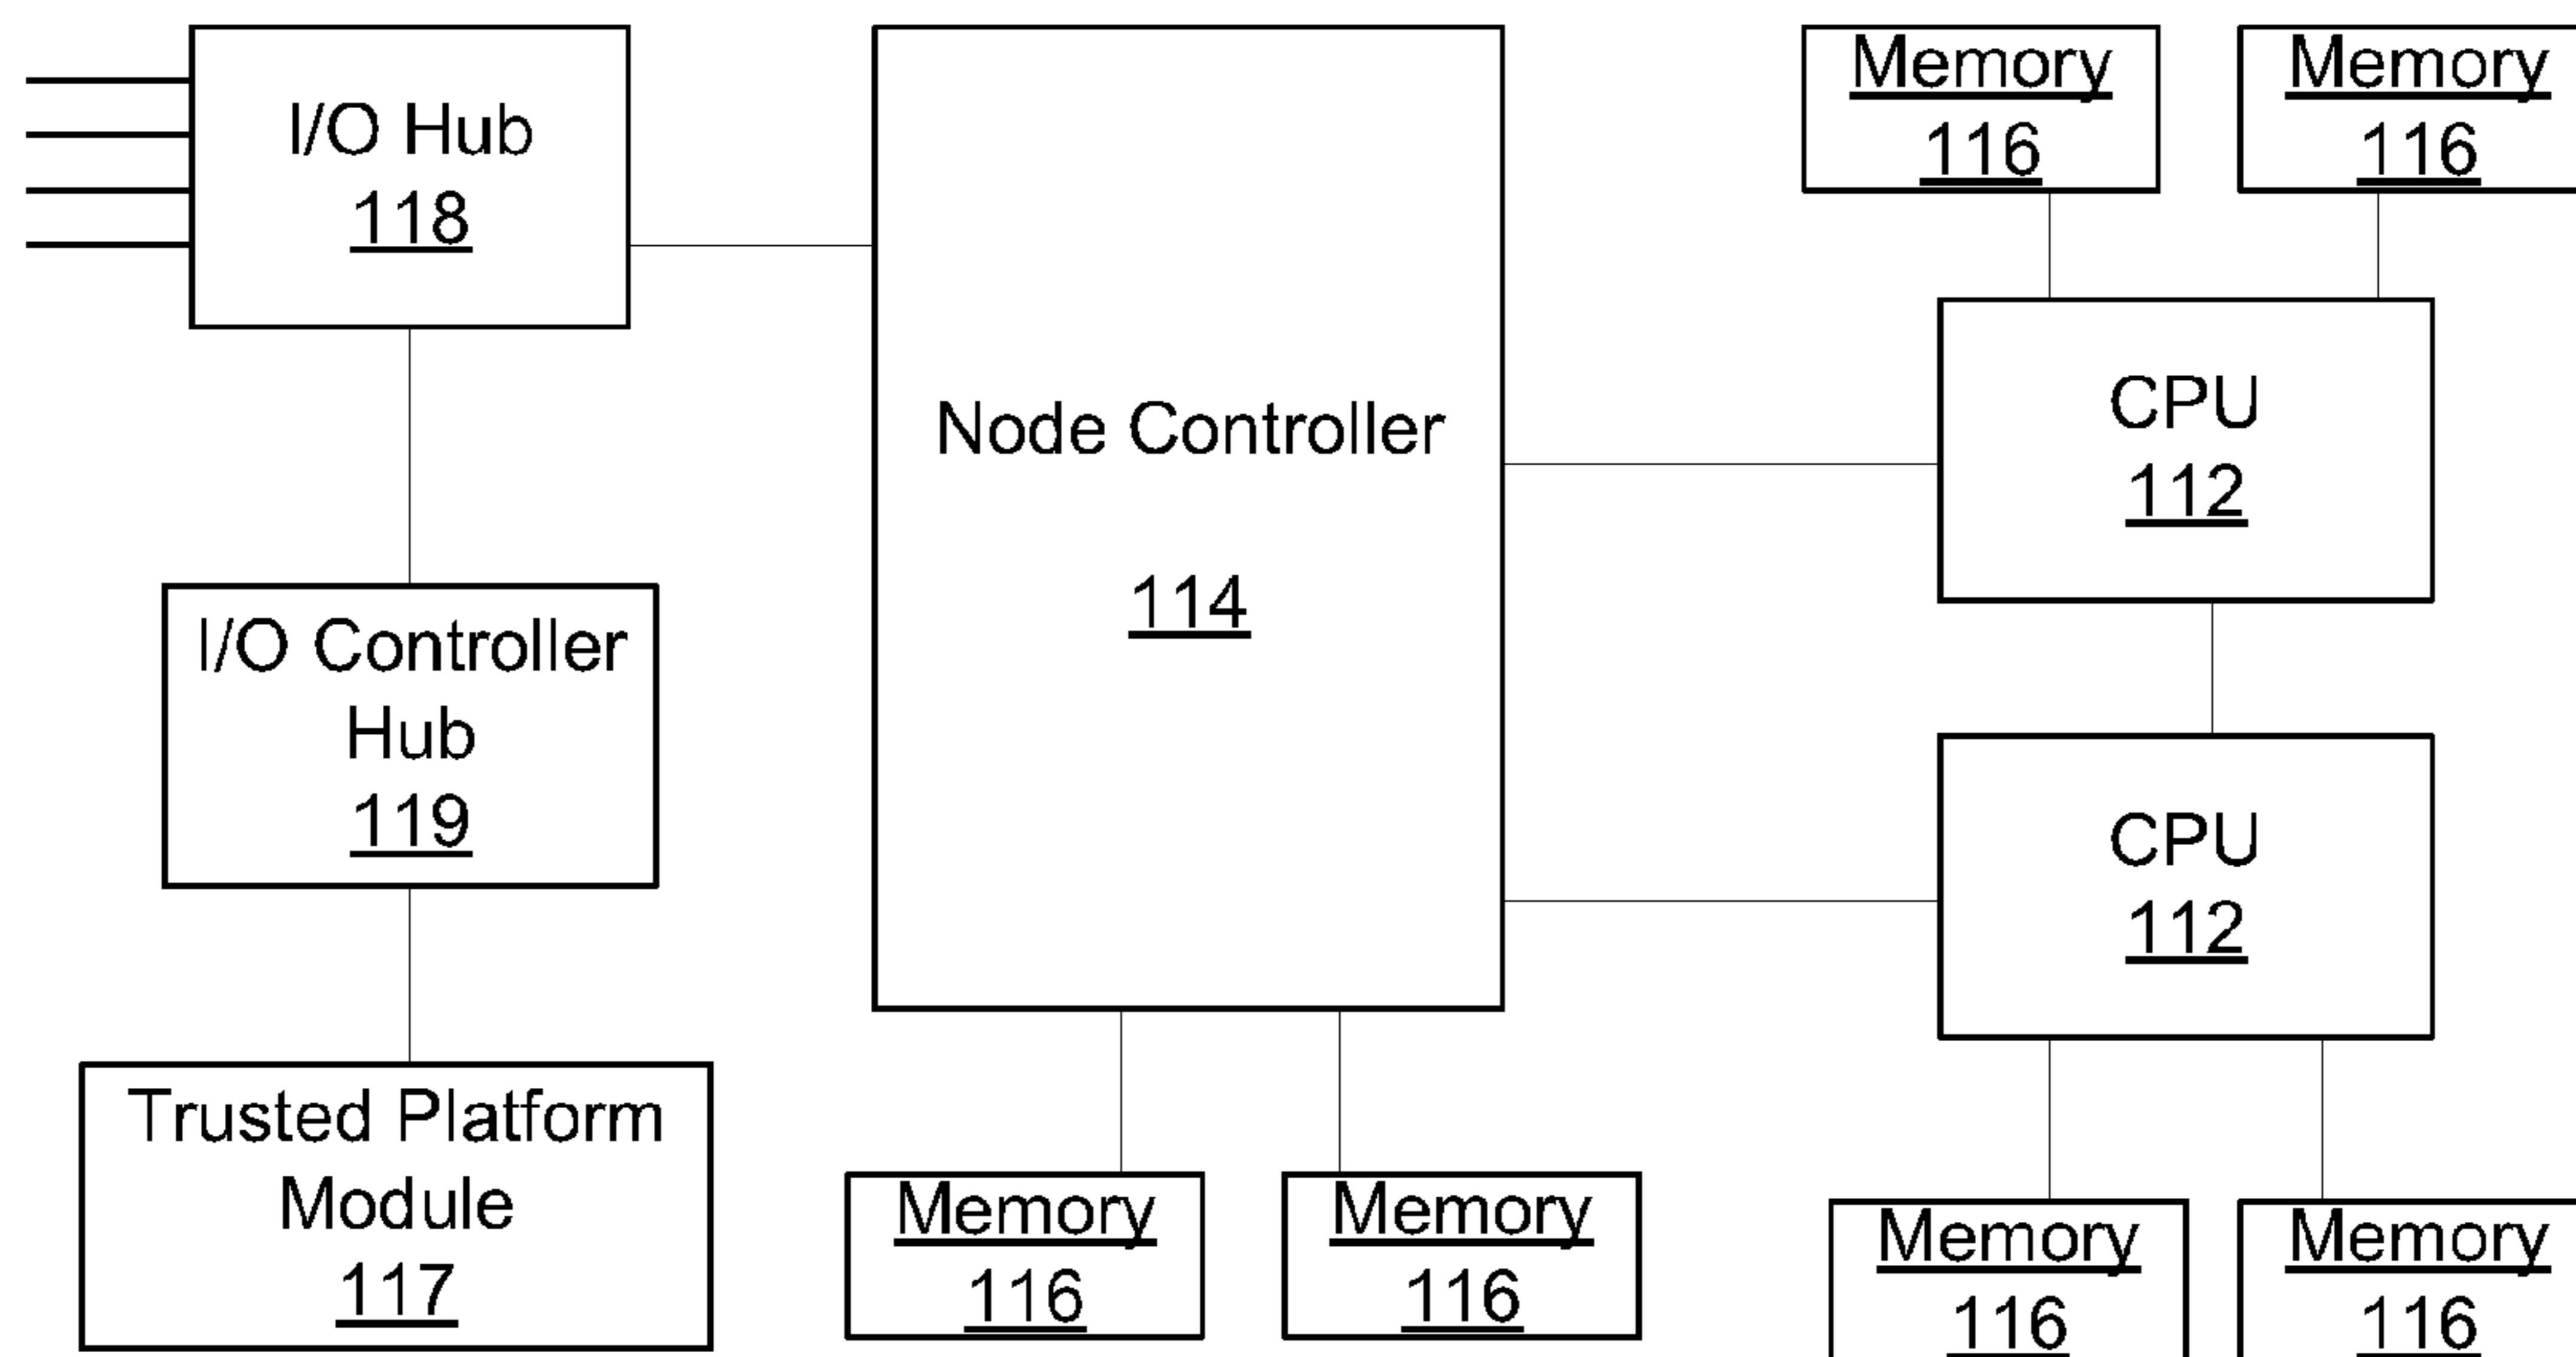 I/O Hub
118
Node Controller
114
Memory
116
Memory
116
CPU
112
I/O Controller
Hub
119
CPU
112
Trusted Platform
Module
117
Memory
116
Memory
116
Memory
116
Memory
116